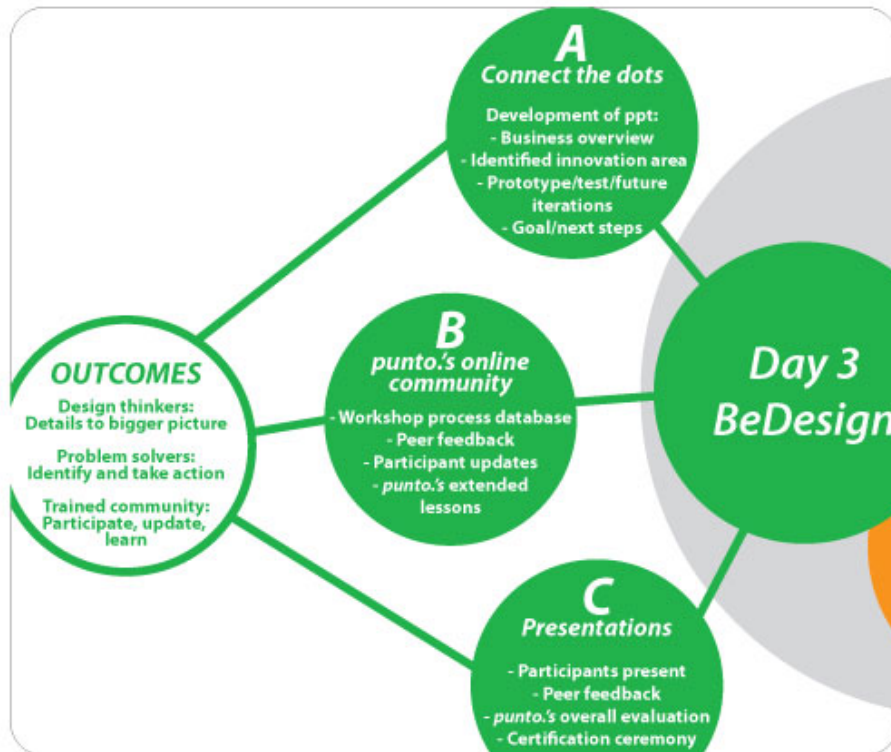 A
Connect the dots
Development of ppt:
- Business overview
- Identified innovation area
- Prototype/test/future
iterations
- Goal/next steps
B
punto.'s online
community
- Workshop process database
- Peer feedback
- Participant updates
- punto.'s extended
lessons
C
Presentations
- Participants present
- Peer feedback
- punto.'s overall evaluation
- Certification ceremony
OUTCOMES
Design thinkers:
Details to bigger picture
Problem solvers:
Identify and take action
Trained community:
Participate, update,
learn
Day 3
BeDesign